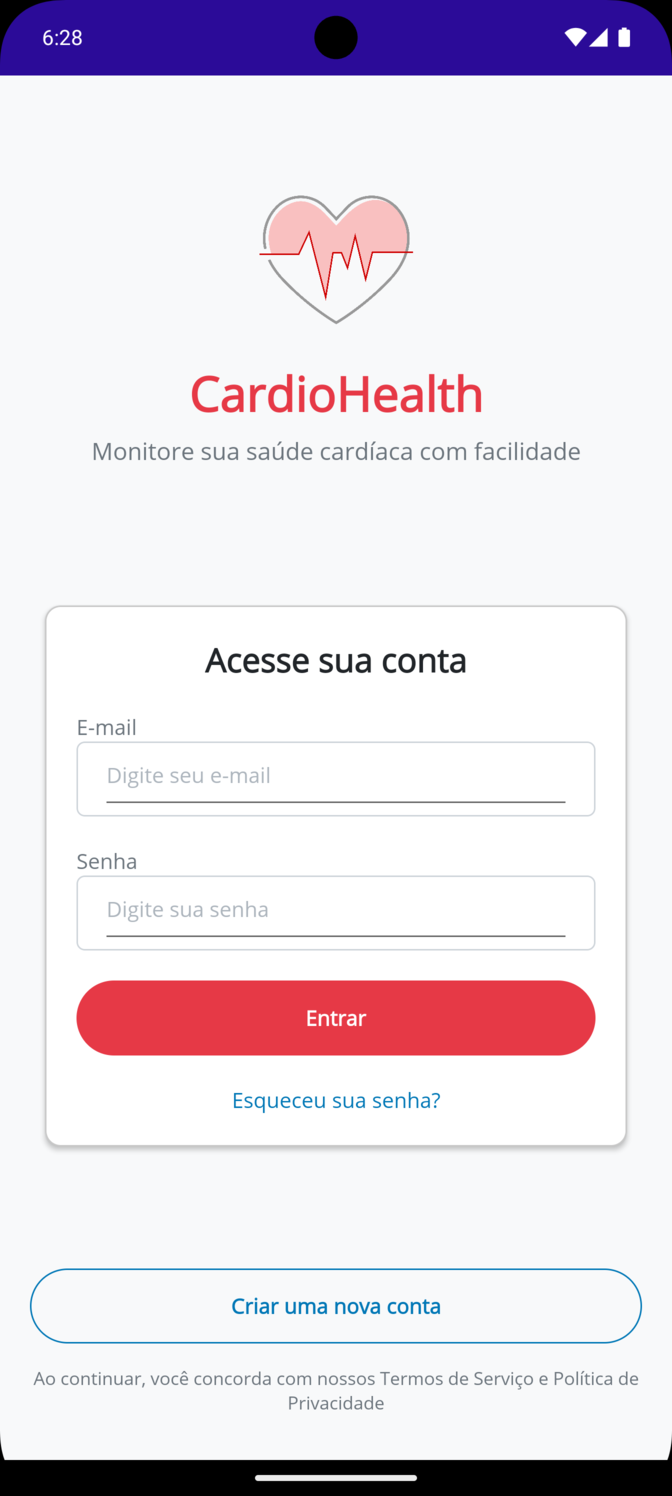 6:28
CardioHealth
Monitore sua saúde cardíaca com facilidade
Acesse sua conta
E-mail
Digite seu e-mail
Senha
Digite sua senha
Entrar
Esqueceu sua senha?
Criar uma nova conta
Ao continuar, você concorda com nossos Termos de Serviço e Política de
Privacidade